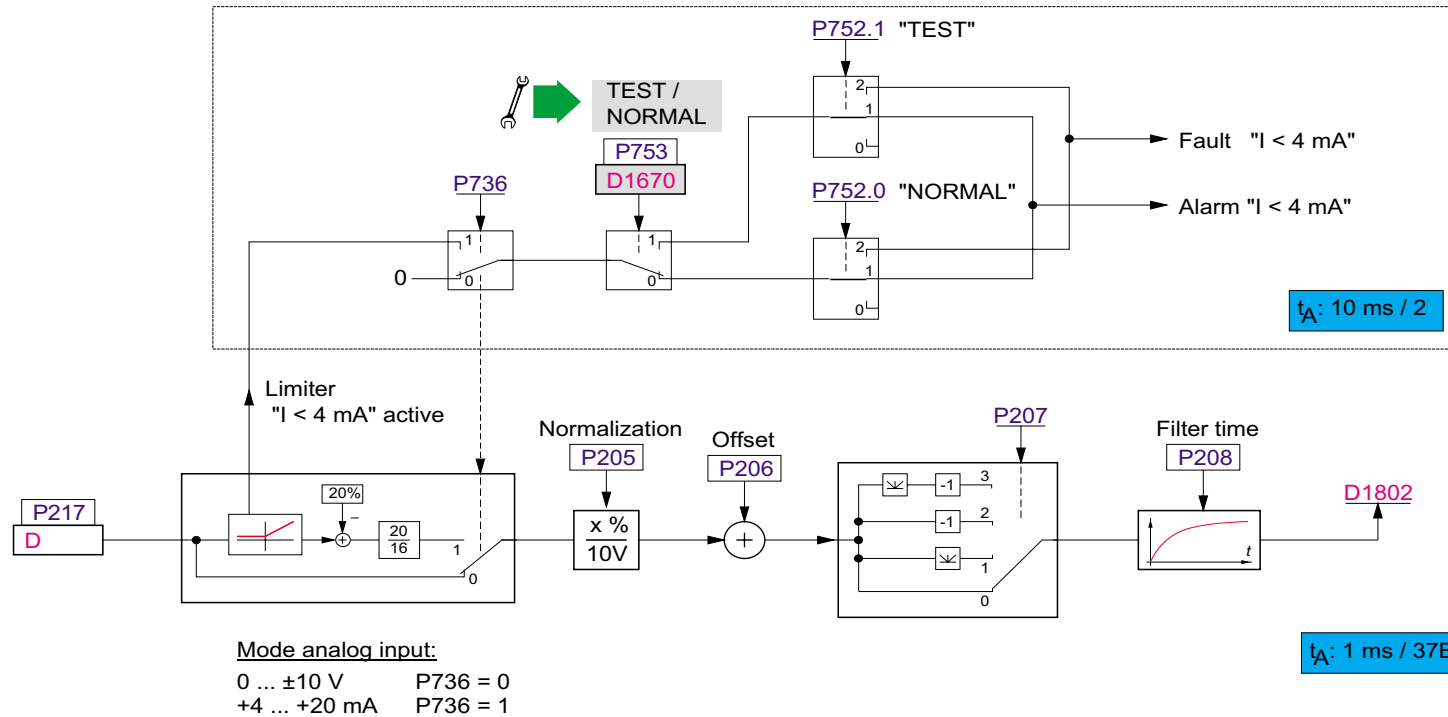 P752.1 "TEST"
2
1
0
TEST /
NORMAL
P753
D1670
P736
1
0
0
1
0
P752.0 "NORMAL"
2
1
0
Fault "I < 4 mA"
Alarm "I < 4 mA"
tA: 10 ms / 2
Limiter
"I < 4 mA" active
P217
D
20%
–
+
20
16
1
0
Normalization
P205
x %
10V
Offset
P206
+
P207
-1
3
-1
2
1
0
Filter time
P208
t
D1802
Mode analog input:
0 ... ±10 V P736 = 0
+4 ... +20 mA P736 = 1
tA: 1 ms / 37